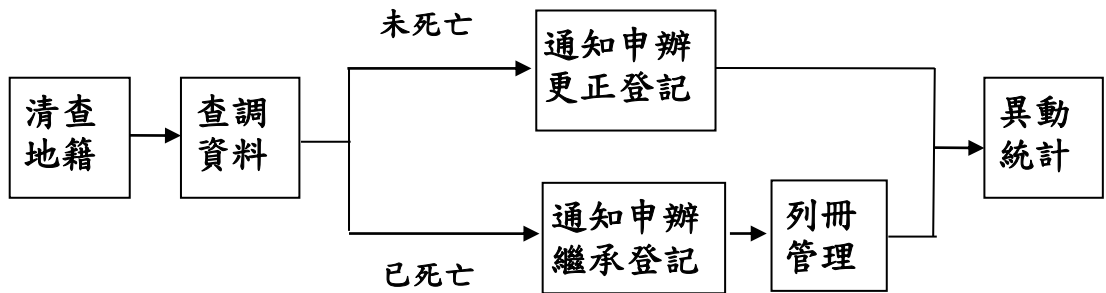 清查
地籍
查調
資料
未死亡
通知申辦
更正登記
已死亡
通知申辦
繼承登記
列冊
管理
異動
統計